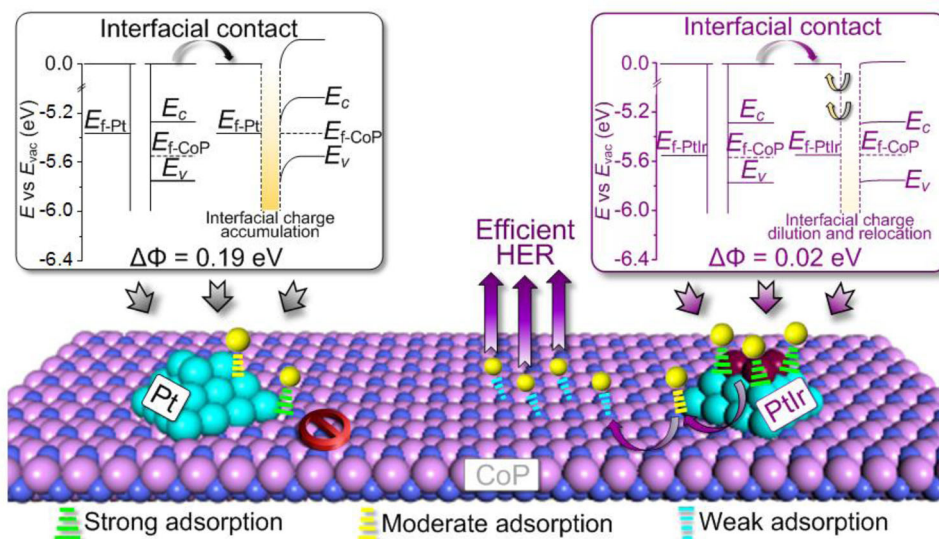 Interfacial contact
E vs E_vac (eV)
0.0
-5.2
-5.6
-6.0
-6.4
E_f-Pt
E_c
E_f-CoP
E_v
E_f-Pt
E_c
E_f-CoP
E_v
Interfacial charge
accumulation
ΔΦ = 0.19 eV
Interfacial contact
E vs E_vac (eV)
0.0
-5.2
-5.6
-6.0
-6.4
E_f-PtIr
E_c
E_f-CoP
E_v
E_f-PtIr
E_c
E_f-CoP
E_v
Interfacial charge
dilution and relocation
ΔΦ = 0.02 eV
Efficient
HER
Pt
PtIr
CoP
Strong adsorption
Moderate adsorption
Weak adsorption